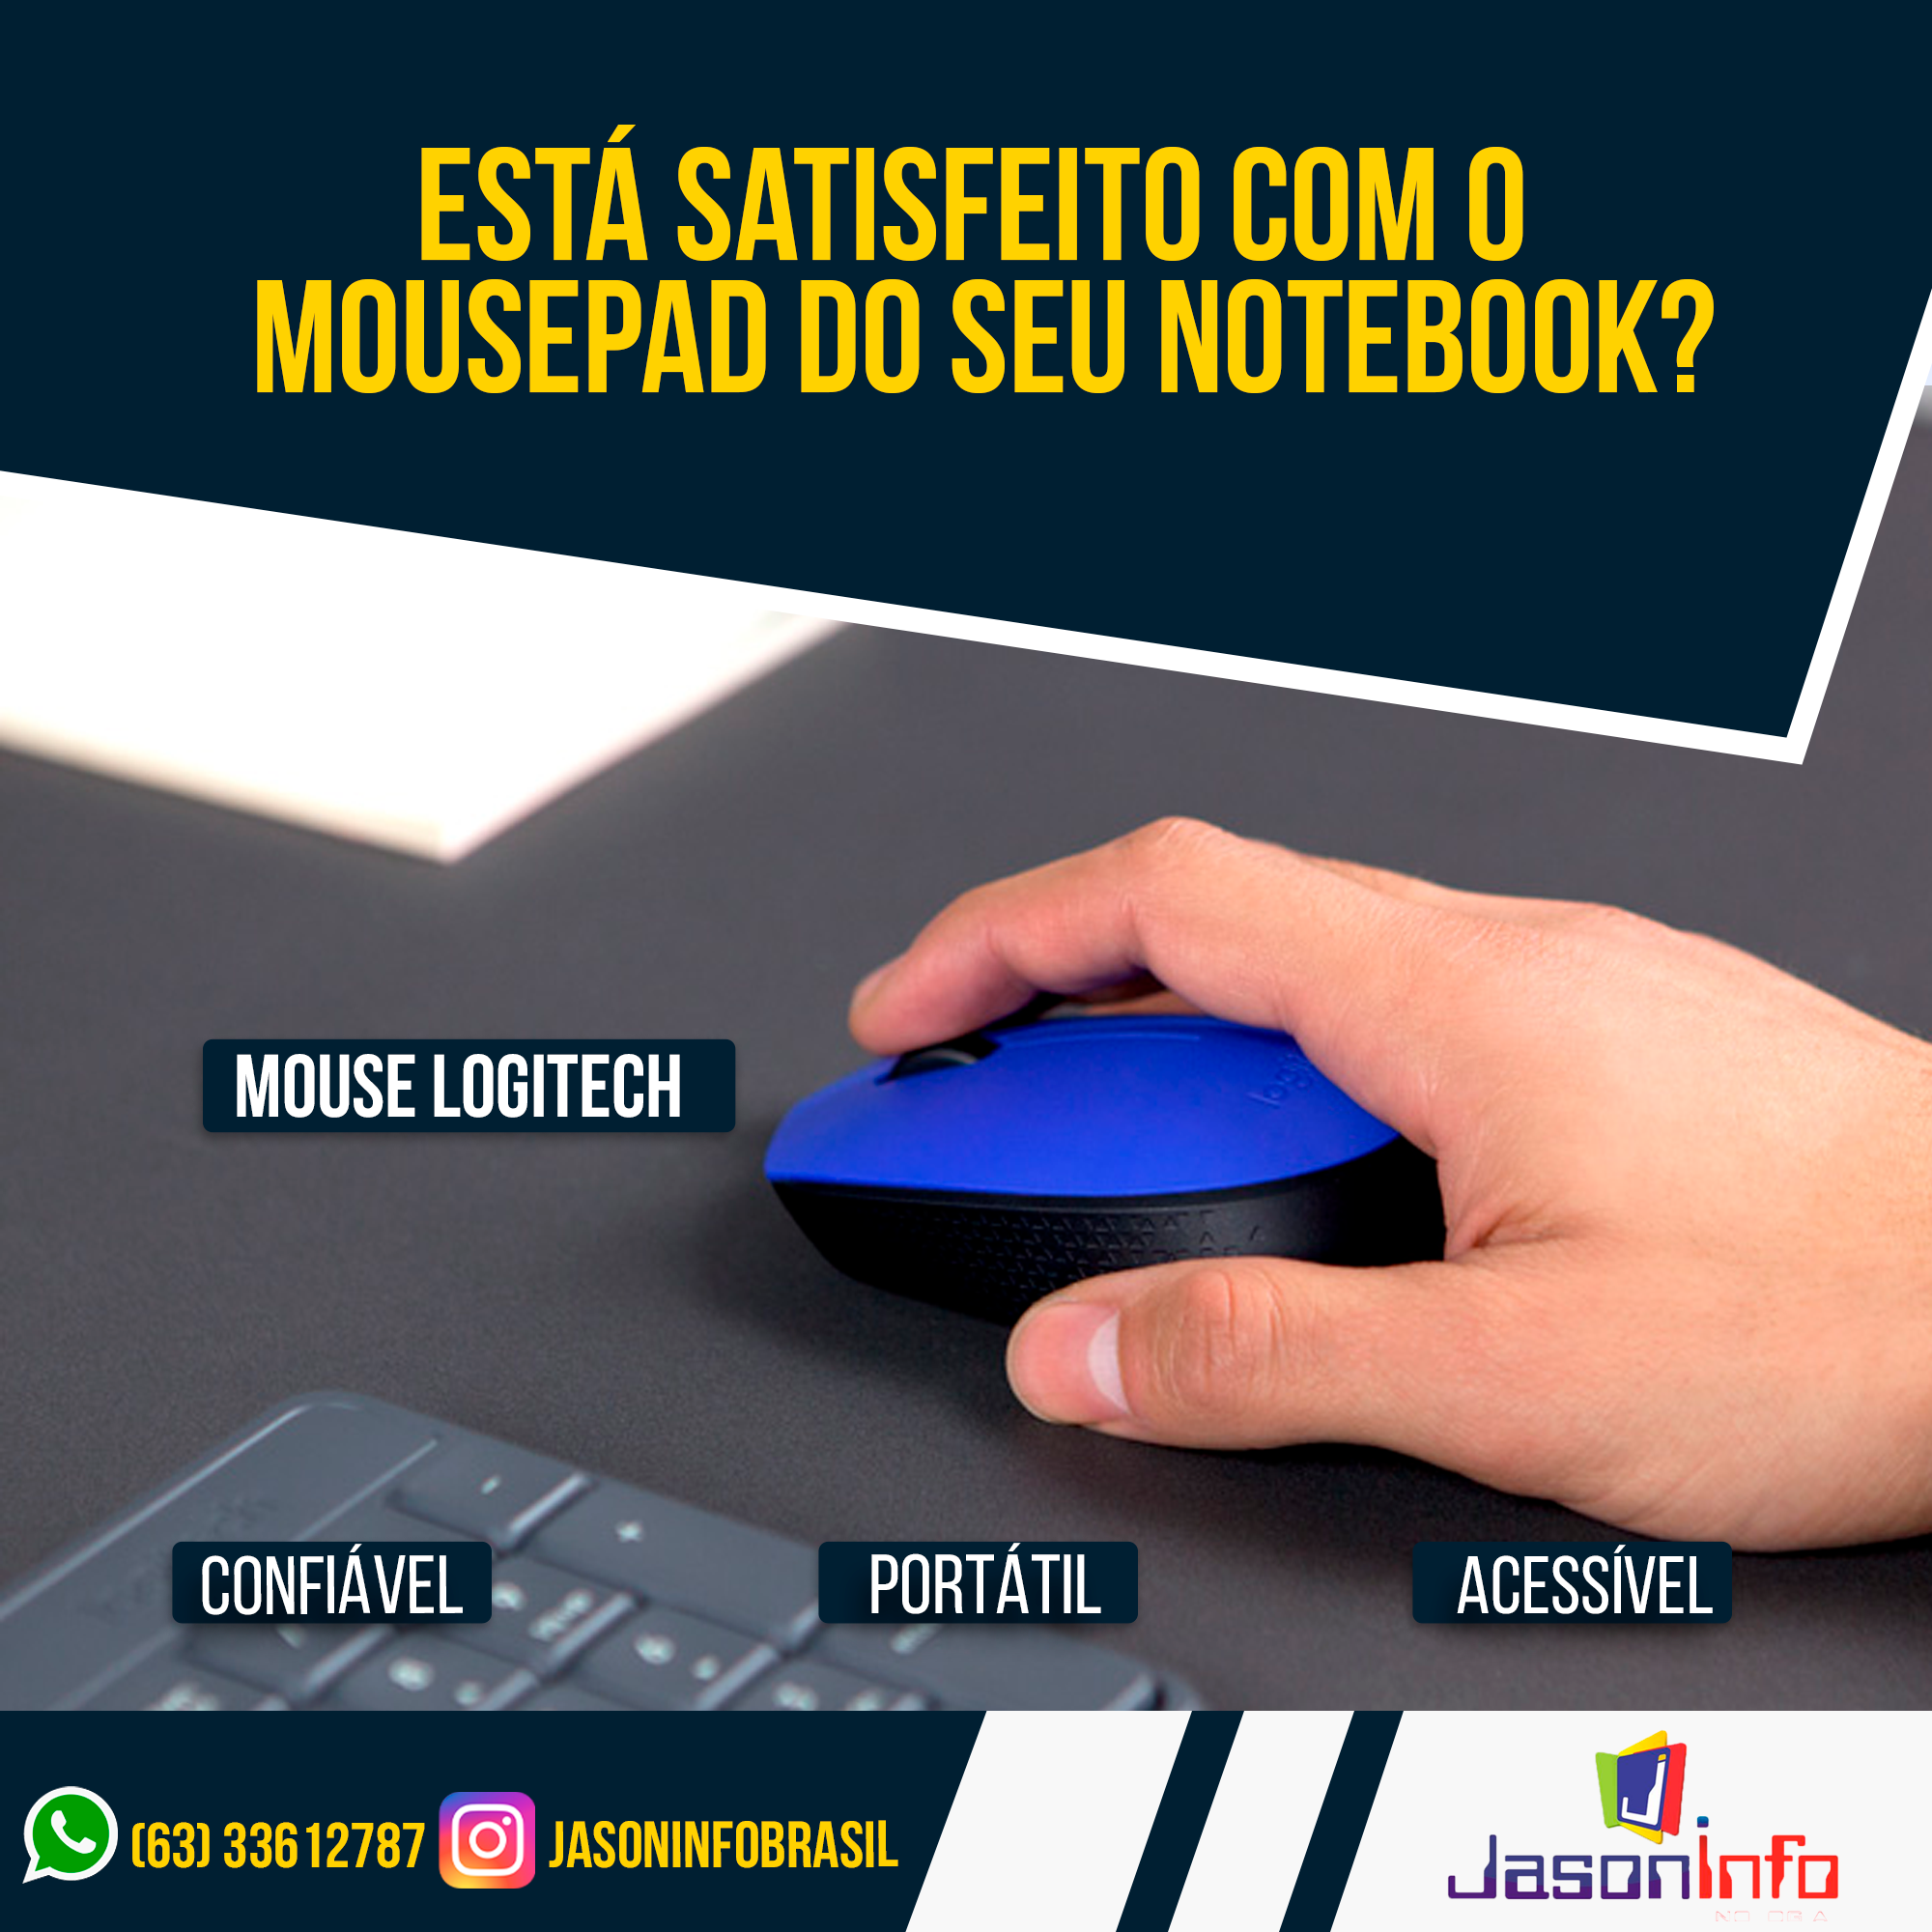 ESTÁ SATISFEITO COM O
MOUSEPAD DO SEU NOTEBOOK?
MOUSE LOGITECH
CONFIÁVEL
PORTÁTIL
ACESSÍVEL
(63) 33612787
JASONINFOBRASIL
JasonInfo